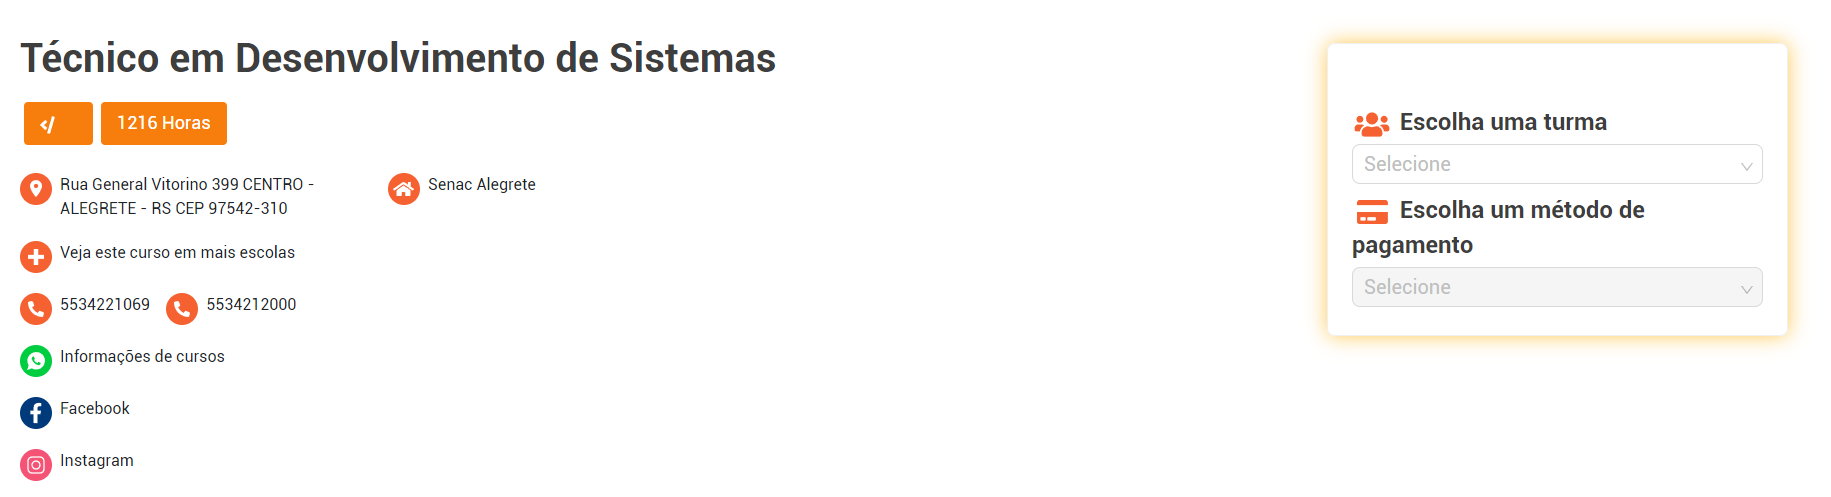 Técnico em Desenvolvimento de Sistemas
1216 Horas
Rua General Vitorino 399 CENTRO -
ALEGRETE - RS CEP 97542-310
Senac Alegrete
Veja este curso em mais escolas
5534221069 5534212000
Informações de cursos
Facebook
Instagram
Escolha uma turma
Selecione
Escolha um método de
pagamento
Selecione